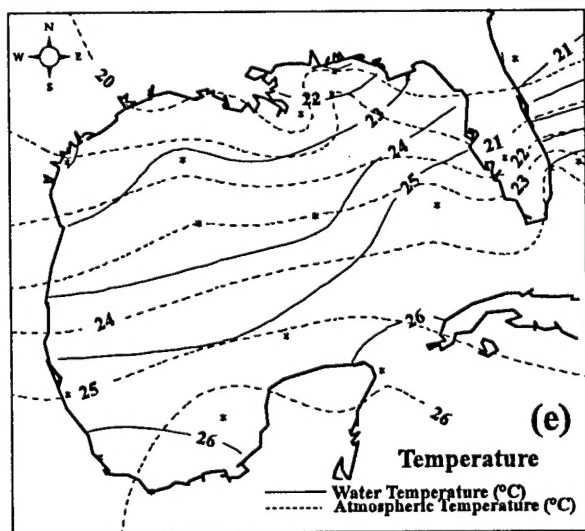 N
W E
S
20
21
22
23
24
21
22
23
25
24
26
25
26
26
(e)
Temperature
Water Temperature (°C)
Atmospheric Temperature (°C)